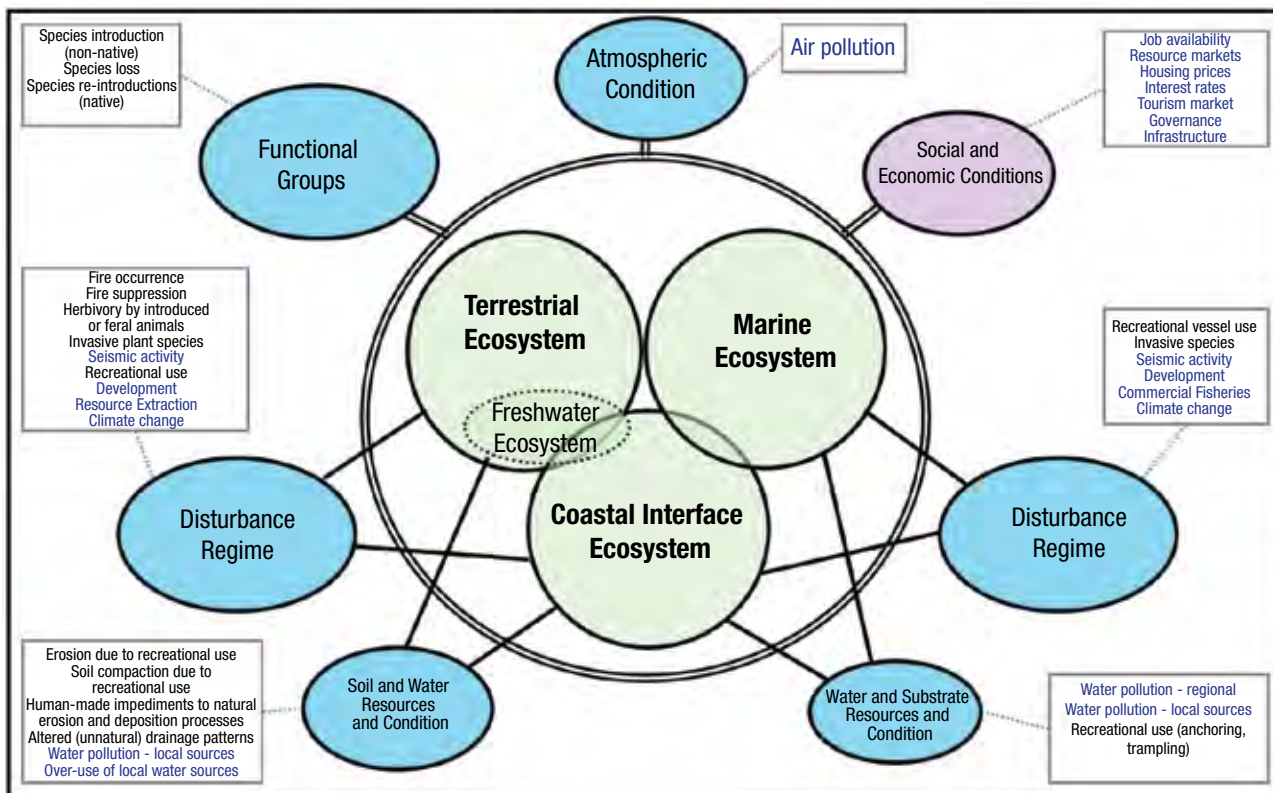 Species introduction
(non-native)
Species loss
Species re-introductions
(native)
Functional
Groups
Atmospheric
Condition
Air pollution
Job availability
Resource markets
Housing prices
Interest rates
Tourism market
Governance
Infrastructure
Social and
Economic Conditions
Terrestrial
Ecosystem
Marine
Ecosystem
Freshwater
Ecosystem
Coastal Interface
Ecosystem
Fire occurrence
Fire suppression
Herbivory by introduced
or feral animals
Invasive plant species
Seismic activity
Recreational use
Development
Resource Extraction
Climate change
Disturbance
Regime
Recreational vessel use
Invasive species
Seismic activity
Development
Commercial Fisheries
Climate change
Disturbance
Regime
Erosion due to recreational use
Soil compaction due to
recreational use
Human-made impediments to natural
erosion and deposition processes
Altered (unnatural) drainage patterns
Water pollution - local sources
Over-use of local water sources
Soil and Water
Resources
and Condition
Water and Substrate
Resources and
Condition
Water pollution - regional
Water pollution - local sources
Recreational use (anchoring,
trampling)